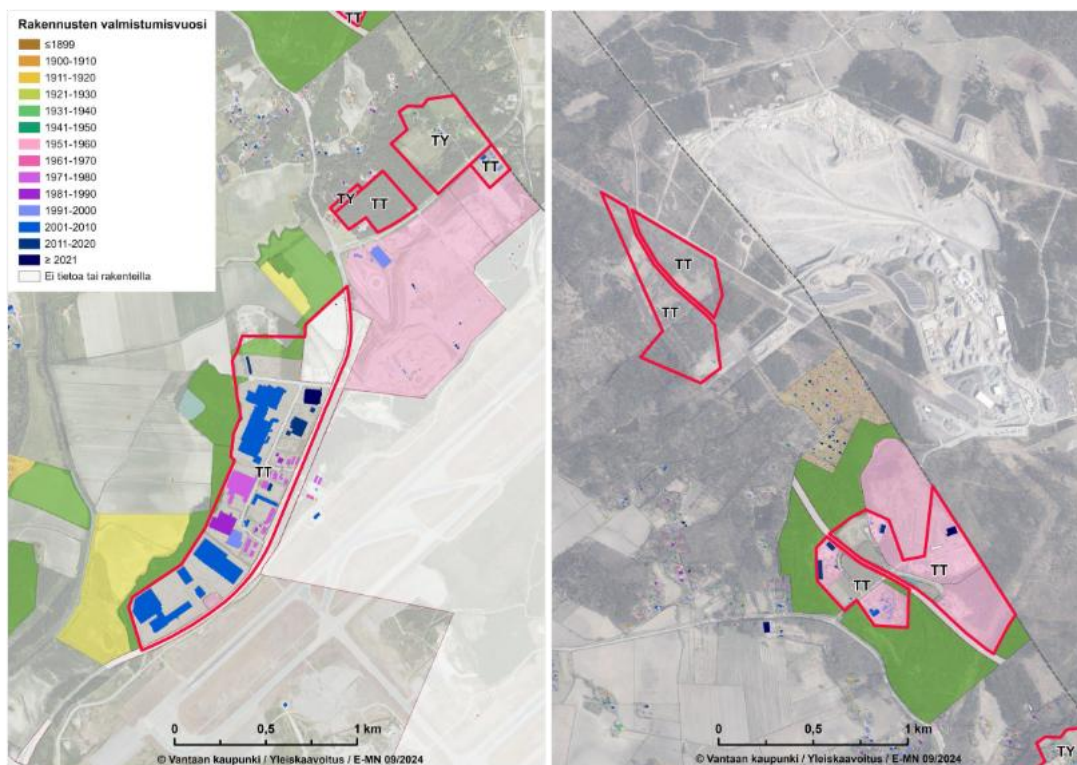 Rakennusten valmistumisvuosi
≤1899
1900-1910
1911-1920
1921-1930
1931-1940
1941-1950
1951-1960
1961-1970
1971-1980
1981-1990
1991-2000
2001-2010
2011-2020
≥ 2021
Ei tietoa tai rakenteilla
TT
TY
TT
TY
TT
TT
0 0,5 1 km
© Vantaan kaupunki / Yleiskaavoitus / E-MN 09/2024
TT
TT
TT
TT
TY
0 0,5 1 km
© Vantaan kaupunki / Yleiskaavoitus / E-MN 09/2024